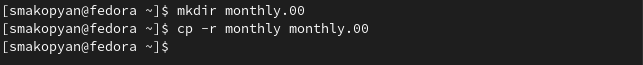 [smakopyan@fedora ~]$ mkdir monthly.00
[smakopyan@fedora ~]$ cp -r monthly monthly.00
[smakopyan@fedora ~]$